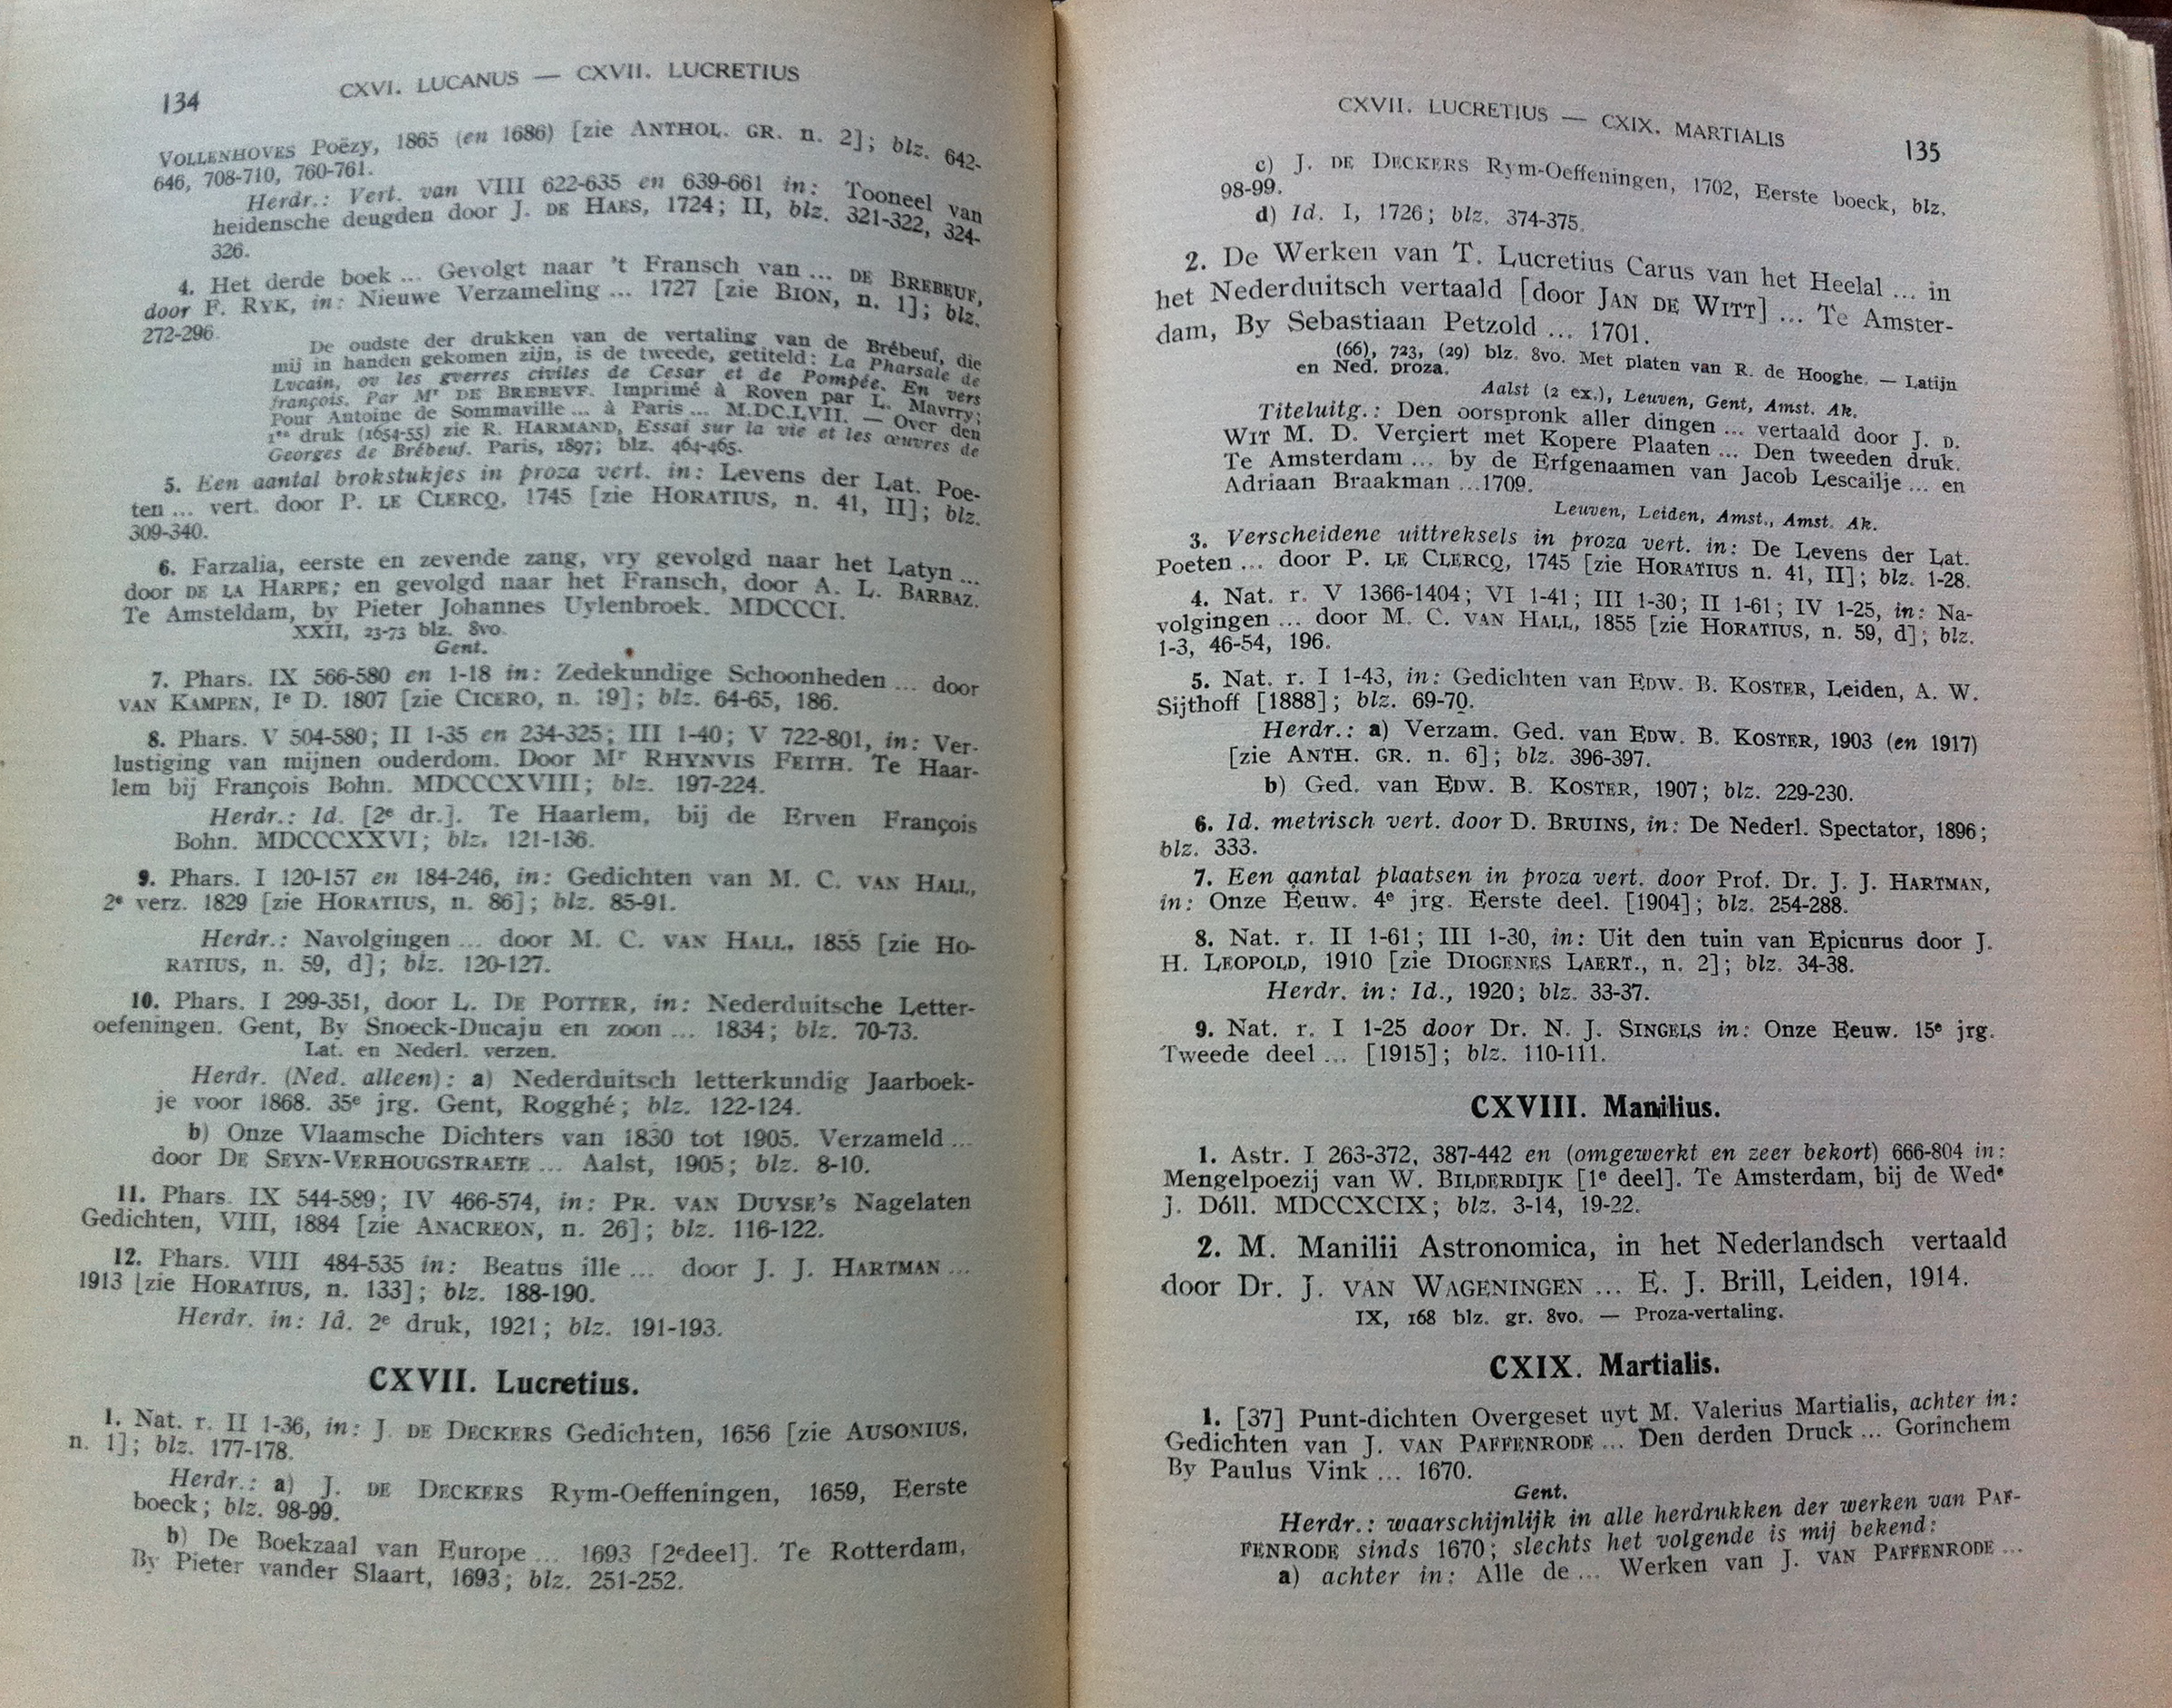 134
CXVI. LUCANUS — CXVII. LUCRETIUS
VOLLENHOVES Poëzy, 1865 (en 1686) [zie ANTHOL. GR. n. 2]; blz. 642-
646, 708-710, 760-761.
Herdr.: Vert. van VIII 622-635 en 639-661 in: Tooneel van
heidensche deugden door J. DE HAES, 1724; II, blz. 321-322, 324-
326.
4. Het derde boek ... Gevolgt naar 't Fransch van ... DE BREBEUF,
door F. RYK, in: Nieuwe Verzameling ... 1727 [zie BION, n. 1]; blz.
272-296.
De oudste der drukken van de vertaling van de Brébeuf, die
mij in handen gekomen zijn, is de tweede, getiteld: La Pharsale de
Lvcain, ov les gverres civiles de Cesar et de Pompée. En vers
françois. Par Mr DE BREBEVF. Imprimé à Roven par L. Mavrry;
Pour Antoine de Sommaville ... à Paris ... M.DC.LVII. — Over den
1ren druk (1654-55) zie R. HARMAND, Essai sur la vie et les œuvres de
Georges de Brébeuf. Paris, 1897; blz. 464-465.
5. Een aantal brokstukjes in proza vert. in: Levens der Lat. Poe-
ten ... vert. door P. LE CLERCQ, 1745 [zie HORATIUS, n. 41, II]; blz.
309-340.
6. Farzalia, eerste en zevende zang, vry gevolgd naar het Latyn ...
door DE LA HARPE; en gevolgd naar het Fransch, door A. L. BARBAZ.
Te Amsteldam, by Pieter Johannes Uylenbroek. MDCCCI.
XXII, 23-73 blz. 8vo.
Gent.
7. Phars. IX 566-580 en 1-18 in: Zedekundige Schoonheden ... door
VAN KAMPEN, Ie D. 1807 [zie CICERO, n. 19]; blz. 64-65, 186.
8. Phars. V 504-580; II 1-35 en 234-325; III 1-40; V 722-801, in: Ver-
lustiging van mijnen ouderdom. Door Mr RHYNVIS FEITH. Te Haar-
lem bij François Bohn. MDCCCXVIII; blz. 197-224.
Herdr.: Id. [2e dr.]. Te Haarlem, bij de Erven François
Bohn. MDCCCXXVI; blz. 121-136.
9. Phars. I 120-157 en 184-246, in: Gedichten van M. C. VAN HALL,
2e verz. 1829 [zie HORATIUS, n. 86]; blz. 85-91.
Herdr.: Navolgingen ... door M. C. VAN HALL. 1855 [zie HO-
RATIUS, n. 59, d]; blz. 120-127.
10. Phars. I 299-351, door L. DE POTTER, in: Nederduitsche Letter-
oefeningen. Gent, By Snoeck-Ducaju en zoon ... 1834; blz. 70-73.
Lat. en Nederl. verzen.
Herdr. (Ned. alleen): a) Nederduitsch letterkundig Jaarboek-
je voor 1868. 35e jrg. Gent, Rogghé; blz. 122-124.
b) Onze Vlaamsche Dichters van 1830 tot 1905. Verzameld ...
door DE SEYN-VERHOUGSTRAETE ... Aalst, 1905; blz. 8-10.
11. Phars. IX 544-589; IV 466-574, in: PR. VAN DUYSE'S Nagelaten
Gedichten, VIII, 1884 [zie ANACREON, n. 26]; blz. 116-122.
12. Phars. VIII 484-535 in: Beatus ille ... door J. J. HARTMAN ...
1913 [zie HORATIUS, n. 133]; blz. 188-190.
Herdr. in: Id. 2e druk, 1921; blz. 191-193.
CXVII. Lucretius.
1. Nat. r. II 1-36, in: J. DE DECKERS Gedichten, 1656 [zie AUSONIUS,
n. 1]; blz. 177-178.
Herdr.: a) J. DE DECKERS Rym-Oeffeningen, 1659, Eerste
boeck; blz. 98-99.
b) De Boekzaal van Europe ... 1693 [2edeel]. Te Rotterdam,
By Pieter vander Slaart, 1693; blz. 251-252.
CXVII. LUCRETIUS — CXIX. MARTIALIS
135
c) J. DE DECKERS Rym-Oeffeningen, 1702, Eerste boeck, blz.
98-99.
d) Id. I, 1726; blz. 374-375.
2. De Werken van T. Lucretius Carus van het Heelal ... in
het Nederduitsch vertaald [door JAN DE WITT] ... Te Amster-
dam, By Sebastiaan Petzold ... 1701.
(66), 723, (29) blz. 8vo. Met platen van R. de Hooghe. — Latijn
en Ned. proza.
Aalst (2 ex.), Leuven, Gent, Amst. Ak.
Titeluitg.: Den oorspronk aller dingen ... vertaald door J. D.
WIT M. D. Verçiert mèt Kopere Plaaten ... Den tweeden druk.
Te Amsterdam ... by de Erfgenaamen van Jacob Lescailje ... en
Adriaan Braakman ...1709.
Leuven, Leiden, Amst., Amst. Ak.
3. Verscheidene uittreksels in proza vert. in: De Levens der Lat.
Poeten ... door P. LE CLERCQ, 1745 [zie HORATIUS n. 41, II]; blz. 1-28.
4. Nat. r. V 1366-1404; VI 1-41; III 1-30; II 1-61; IV 1-25, in: Na-
volgingen ... door M. C. VAN HALL, 1855 [zie HORATIUS, n. 59, d]; blz.
1-3, 46-54, 196.
5. Nat. r. I 1-43, in: Gedichten van EDW. B. KOSTER, Leiden, A. W.
Sijthoff [1888]; blz. 69-70.
Herdr.: a) Verzam. Ged. van EDW. B. KOSTER, 1903 (en 1917)
[zie ANTH. GR. n. 6]; blz. 396-397.
b) Ged. van EDW. B. KOSTER, 1907; blz. 229-230.
6. Id. metrisch vert. door D. BRUINS, in: De Nederl. Spectator, 1896;
blz. 333.
7. Een aantal plaatsen in proza vert. door Prof. Dr. J. J. HARTMAN,
in: Onze Eeuw. 4e jrg. Eerste deel. [1904]; blz. 254-288.
8. Nat. r. II 1-61; III 1-30, in: Uit den tuin van Epicurus door J.
H. LEOPOLD, 1910 [zie DIOGENES LAERT., n. 2]; blz. 34-38.
Herdr. in: Id., 1920; blz. 33-37.
9. Nat. r. I 1-25 door Dr. N. J. SINGELS in: Onze Eeuw. 15e jrg.
Tweede deel ... [1915]; blz. 110-111.
CXVIII. Manilius.
1. Astr. I 263-372, 387-442 en (omgewerkt en zeer bekort) 666-804 in:
Mengelpoezij van W. BILDERDIJK [1e deel]. Te Amsterdam, bij de Wede
J. Dóll. MDCCXCIX; blz. 3-14, 19-22.
2. M. Manilii Astronomica, in het Nederlandsch vertaald
door Dr. J. VAN WAGENINGEN ... E. J. Brill, Leiden, 1914.
IX, 168 blz. gr. 8vo. — Proza-vertaling.
CXIX. Martialis.
1. [37] Punt-dichten Overgeset uyt M. Valerius Martialis, achter in:
Gedichten van J. VAN PAFFENRODE ... Den derden Druck ... Gorinchem
By Paulus Vink ... 1670.
Gent.
Herdr.: waarschijnlijk in alle herdrukken der werken van PAF-
FENRODE sinds 1670; slechts het volgende is mij bekend:
a) achter in: Alle de ... Werken van J. VAN PAFFENRODE ...